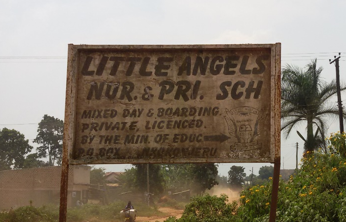 LITTLE ANGELS
NUR. & PRI. SCH
MIXED DAY & BOARDING
PRIVATE, LICENCED
BY THE MIN OF EDUC